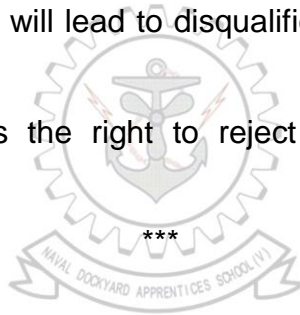 will lead to disqualific
s the right to reject
***
NAVAL DOCKYARD APPRENTICES SCHOOL (V)